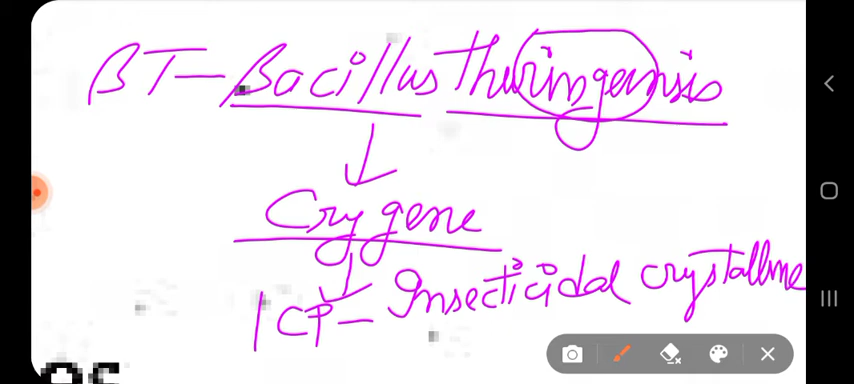 BT - Bacillus thuringensis
Cry gene
ICP - Insecticidal crystalline